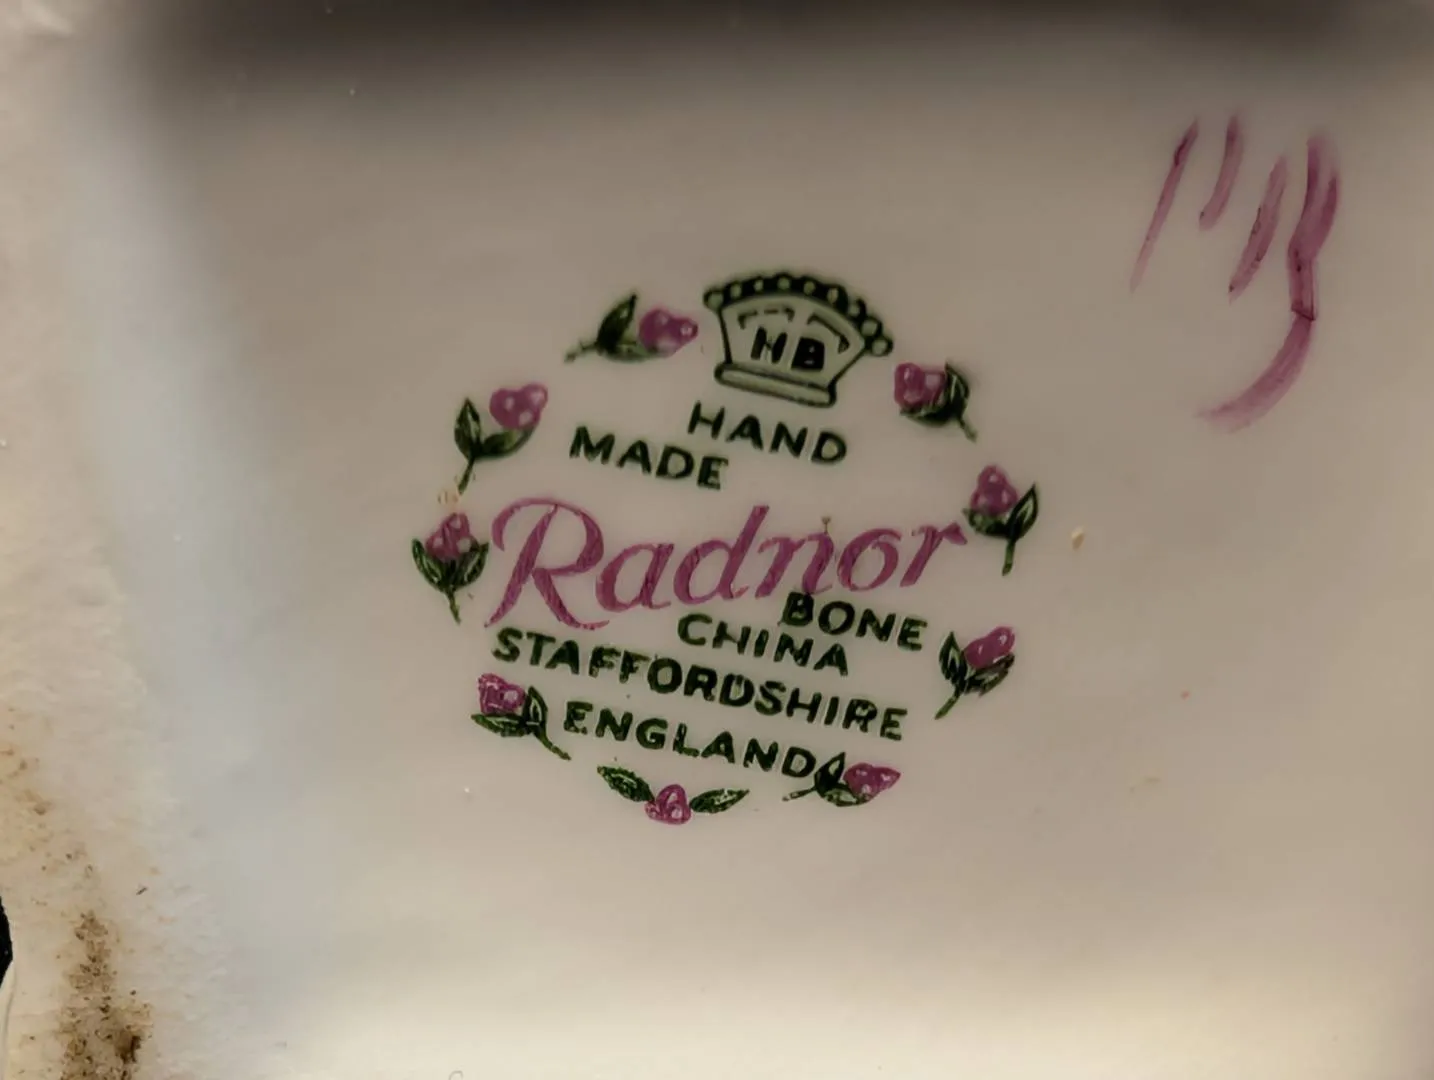 HB
HAND
MADE
Radnor
BONE
CHINA
STAFFORDSHIRE
ENGLAND